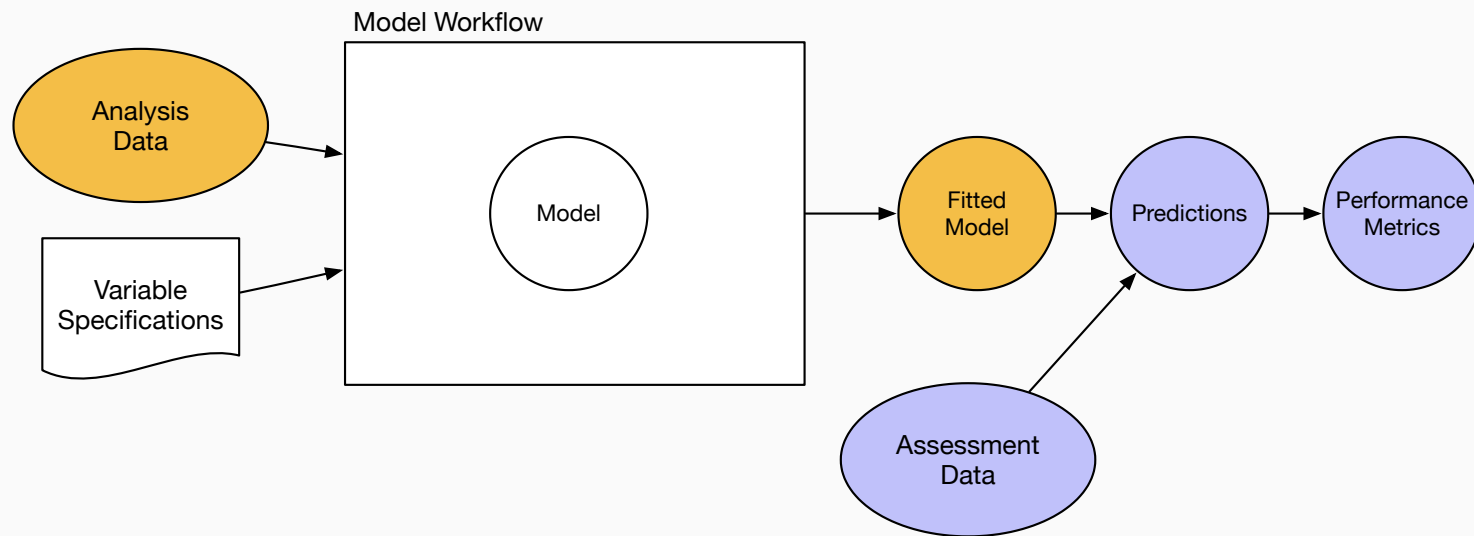 Model Workflow
Analysis
Data
Variable
Specifications
Model
Fitted
Model
Predictions
Performance
Metrics
Assessment
Data